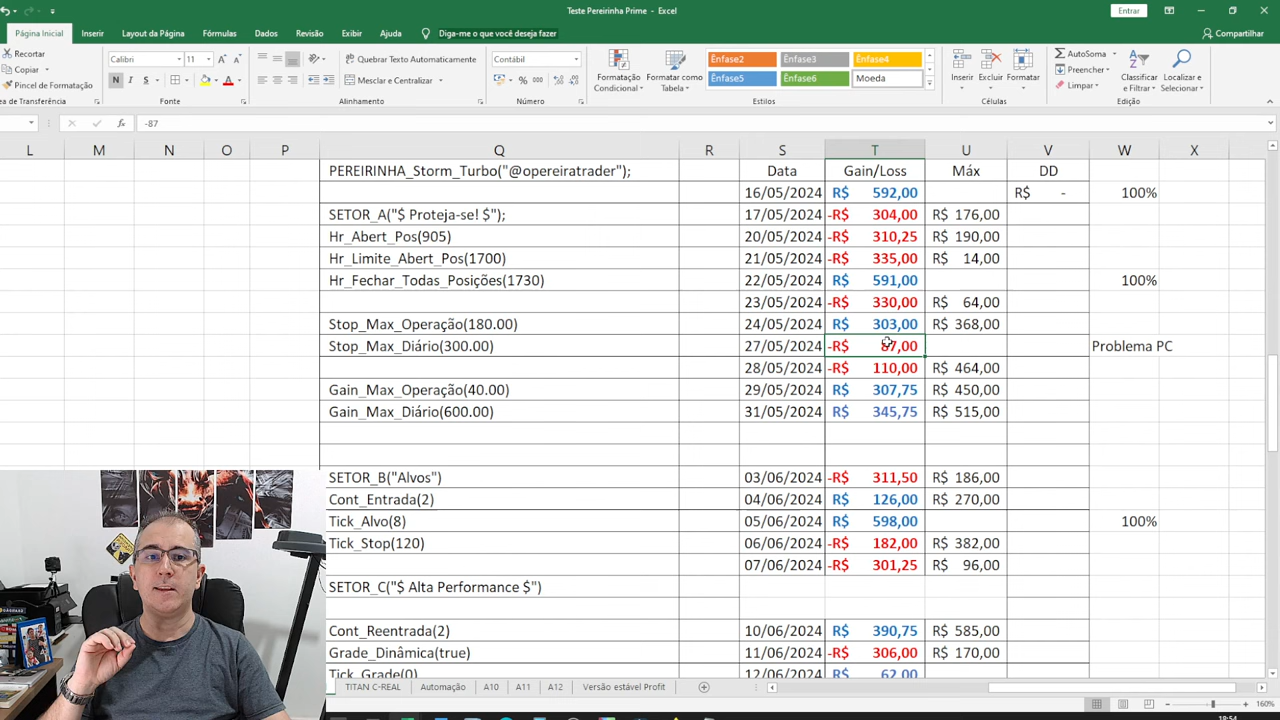 Teste Pereirinha Prime - Excel
Entrar
Página Inicial Inserir Layout da Página Fórmulas Dados Revisão Exibir Ajuda Diga-me o que você deseja fazer Compartilhar
Recortar
Copiar
Pincel de Formatação
Calibri 11
N I S
Quebrar Texto Automaticamente
Mesclar e Centralizar
Contábil
% 000
Formatação Condicional
Formatar como Tabela
Ênfase2 Ênfase3 Ênfase4
Ênfase5 Ênfase6 Moeda
Inserir Excluir Formatar
AutoSoma
Preencher
Limpar
Classificar e Filtrar
Localizar e Selecionar
a de Transferência Fonte Alinhamento Número Estilos Células Edição
fx -87
L M N O P Q R S T U V W X
PEREIRINHA_Storm_Turbo("@opereiratrader"); Data Gain/Loss Máx DD
16/05/2024 R$ 592,00 R$ - 100%
SETOR_A("$ Proteja-se! $"); 17/05/2024 -R$ 304,00 R$ 176,00
Hr_Abert_Pos(905) 20/05/2024 -R$ 310,25 R$ 190,00
Hr_Limite_Abert_Pos(1700) 21/05/2024 -R$ 335,00 R$ 14,00
Hr_Fechar_Todas_Posições(1730) 22/05/2024 R$ 591,00 100%
23/05/2024 -R$ 330,00 R$ 64,00
Stop_Max_Operação(180.00) 24/05/2024 R$ 303,00 R$ 368,00
Stop_Max_Diário(300.00) 27/05/2024 -R$ 87,00 Problema PC
28/05/2024 -R$ 110,00 R$ 464,00
Gain_Max_Operação(40.00) 29/05/2024 R$ 307,75 R$ 450,00
Gain_Max_Diário(600.00) 31/05/2024 R$ 345,75 R$ 515,00
SETOR_B("Alvos") 03/06/2024 -R$ 311,50 R$ 186,00
Cont_Entrada(2) 04/06/2024 R$ 126,00 R$ 270,00
Tick_Alvo(8) 05/06/2024 R$ 598,00 100%
Tick_Stop(120) 06/06/2024 -R$ 182,00 R$ 382,00
07/06/2024 -R$ 301,25 R$ 96,00
SETOR_C("$ Alta Performance $")
Cont_Reentrada(2) 10/06/2024 R$ 390,75 R$ 585,00
Grade_Dinâmica(true) 11/06/2024 -R$ 306,00 R$ 170,00
Tick_Grade(0) 12/06/2024 R$ 62,00
TITAN C-REAL Automação A10 A11 A12 Versão estável Profit
160%
18:54